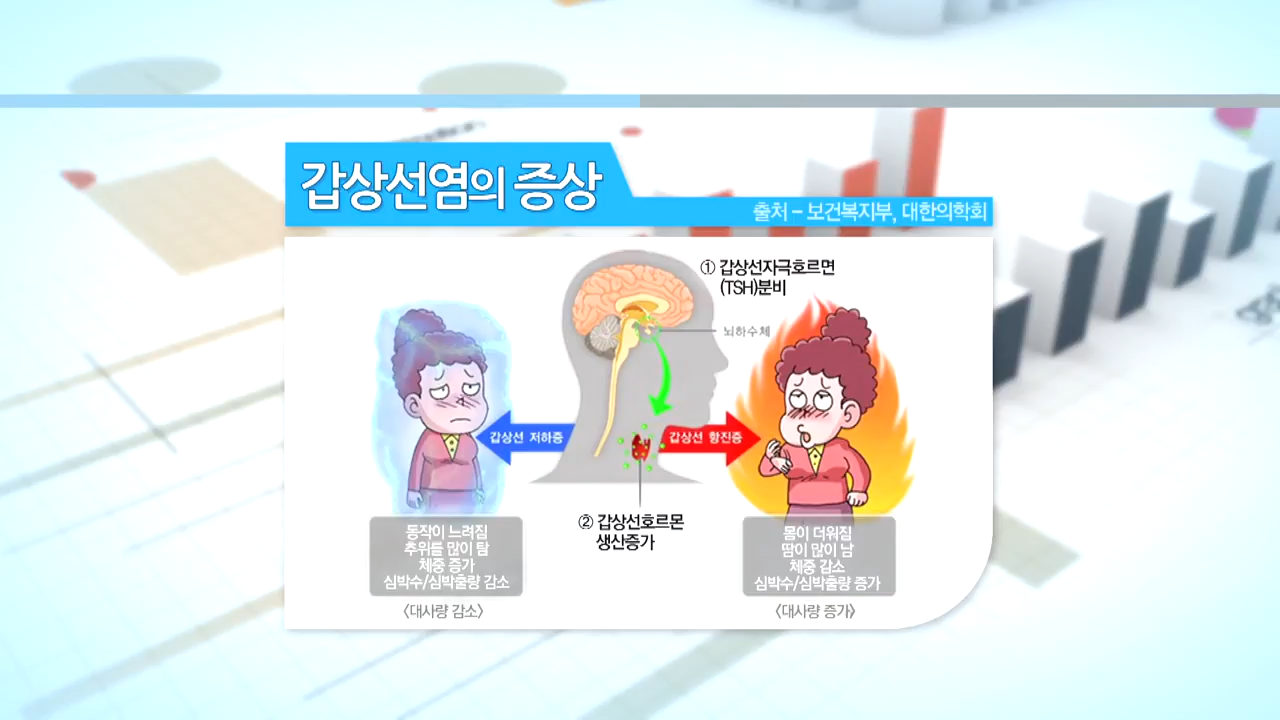 갑상선염의 증상
출처 - 보건복지부, 대한의학회
① 갑상선자극호르면
(TSH)분비
뇌하수체
갑상선 저하증
갑상선 항진증
② 갑상선호르몬
생산증가
동작이 느려짐
추위를 많이 탐
체중 증가
심박수/심박출량 감소
〈대사량 감소〉
몸이 더워짐
땀이 많이 남
체중 감소
심박수/심박출량 증가
〈대사량 증가〉